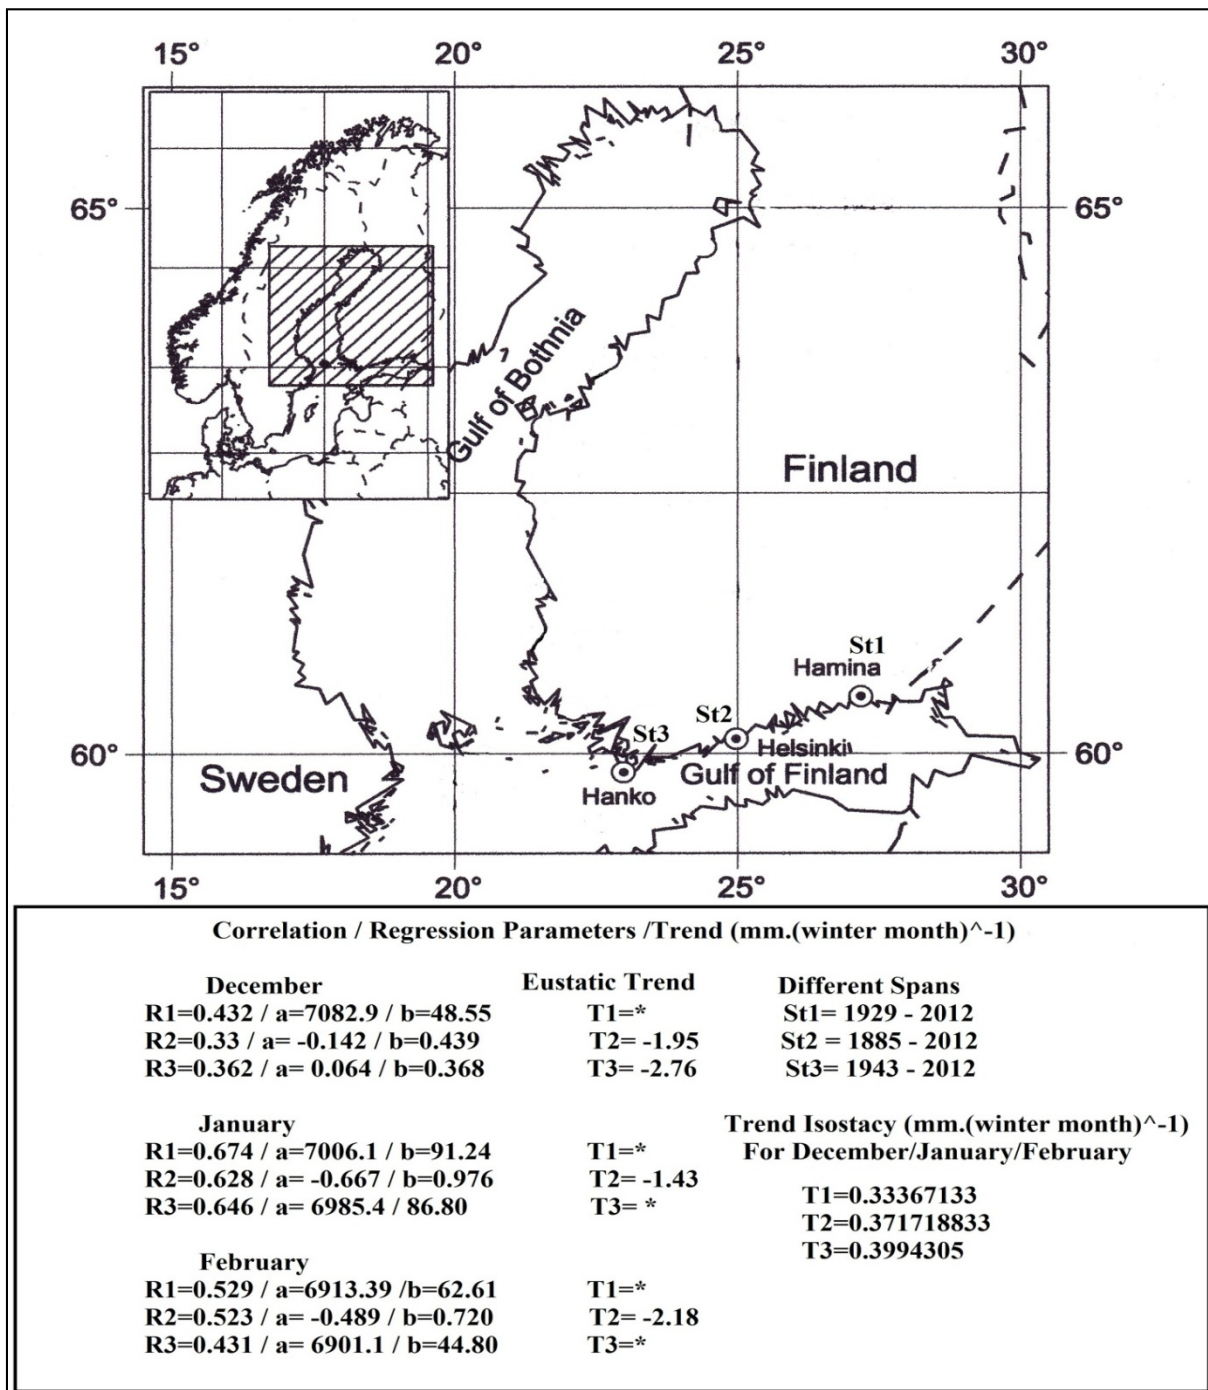 15° 20° 25° 30°
65° 65°
Gulf of Bothnia
Finland
St1
Hamina
St2
St3
60° 60°
Helsinki
Sweden
Gulf of Finland
Hanko
15° 20° 25° 30°
Correlation / Regression Parameters /Trend (mm.(winter month)^-1)
December Eustatic Trend Different Spans
R1=0.432 / a=7082.9 / b=48.55 T1=* St1= 1929 - 2012
R2=0.33 / a= -0.142 / b=0.439 T2= -1.95 St2 = 1885 - 2012
R3=0.362 / a= 0.064 / b=0.368 T3= -2.76 St3= 1943 - 2012
January Trend Isostacy (mm.(winter month)^-1)
R1=0.674 / a=7006.1 / b=91.24 T1=* For December/January/February
R2=0.628 / a= -0.667 / b=0.976 T2= -1.43 T1=0.33367133
R3=0.646 / a= 6985.4 / 86.80 T3= * T2=0.371718833
T3=0.3994305
February
R1=0.529 / a=6913.39 /b=62.61 T1=*
R2=0.523 / a= -0.489 / b=0.720 T2= -2.18
R3=0.431 / a= 6901.1 / b=44.80 T3=*